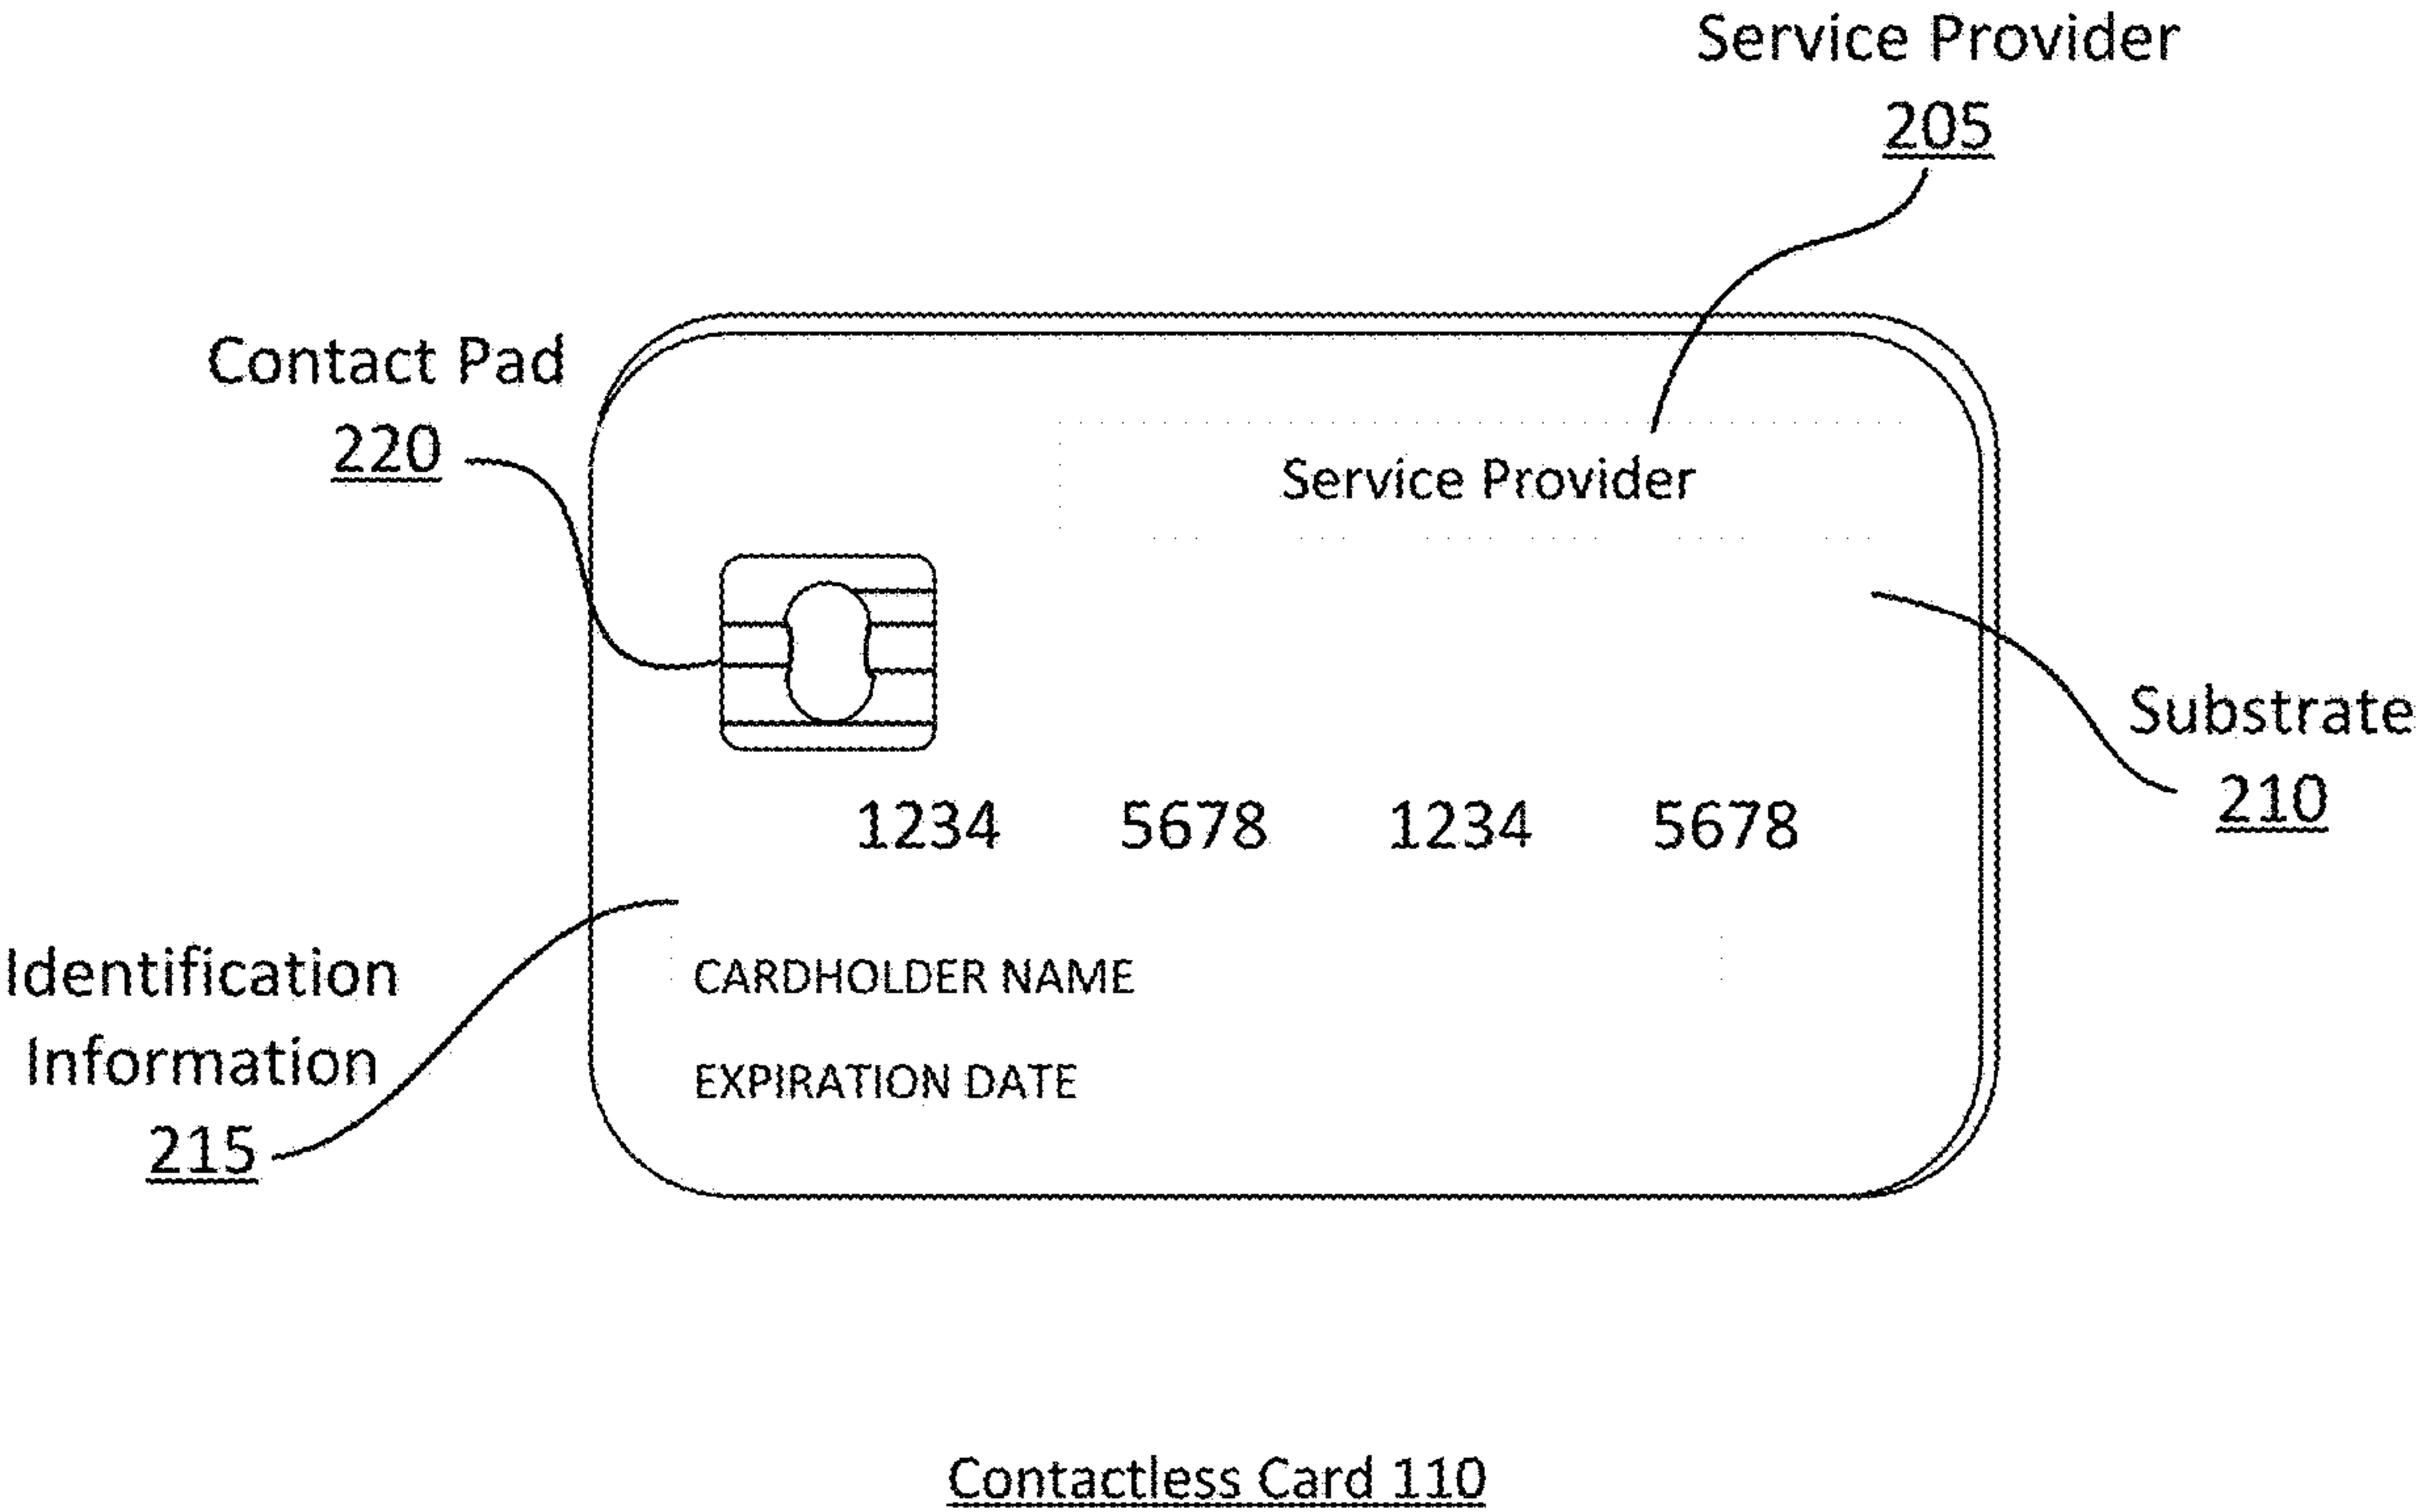 Service Provider
205
Contact Pad
220
Service Provider
Substrate
210
1234 5678 1234 5678
Identification
Information
215
CARDHOLDER NAME
EXPIRATION DATE
Contactless Card 110